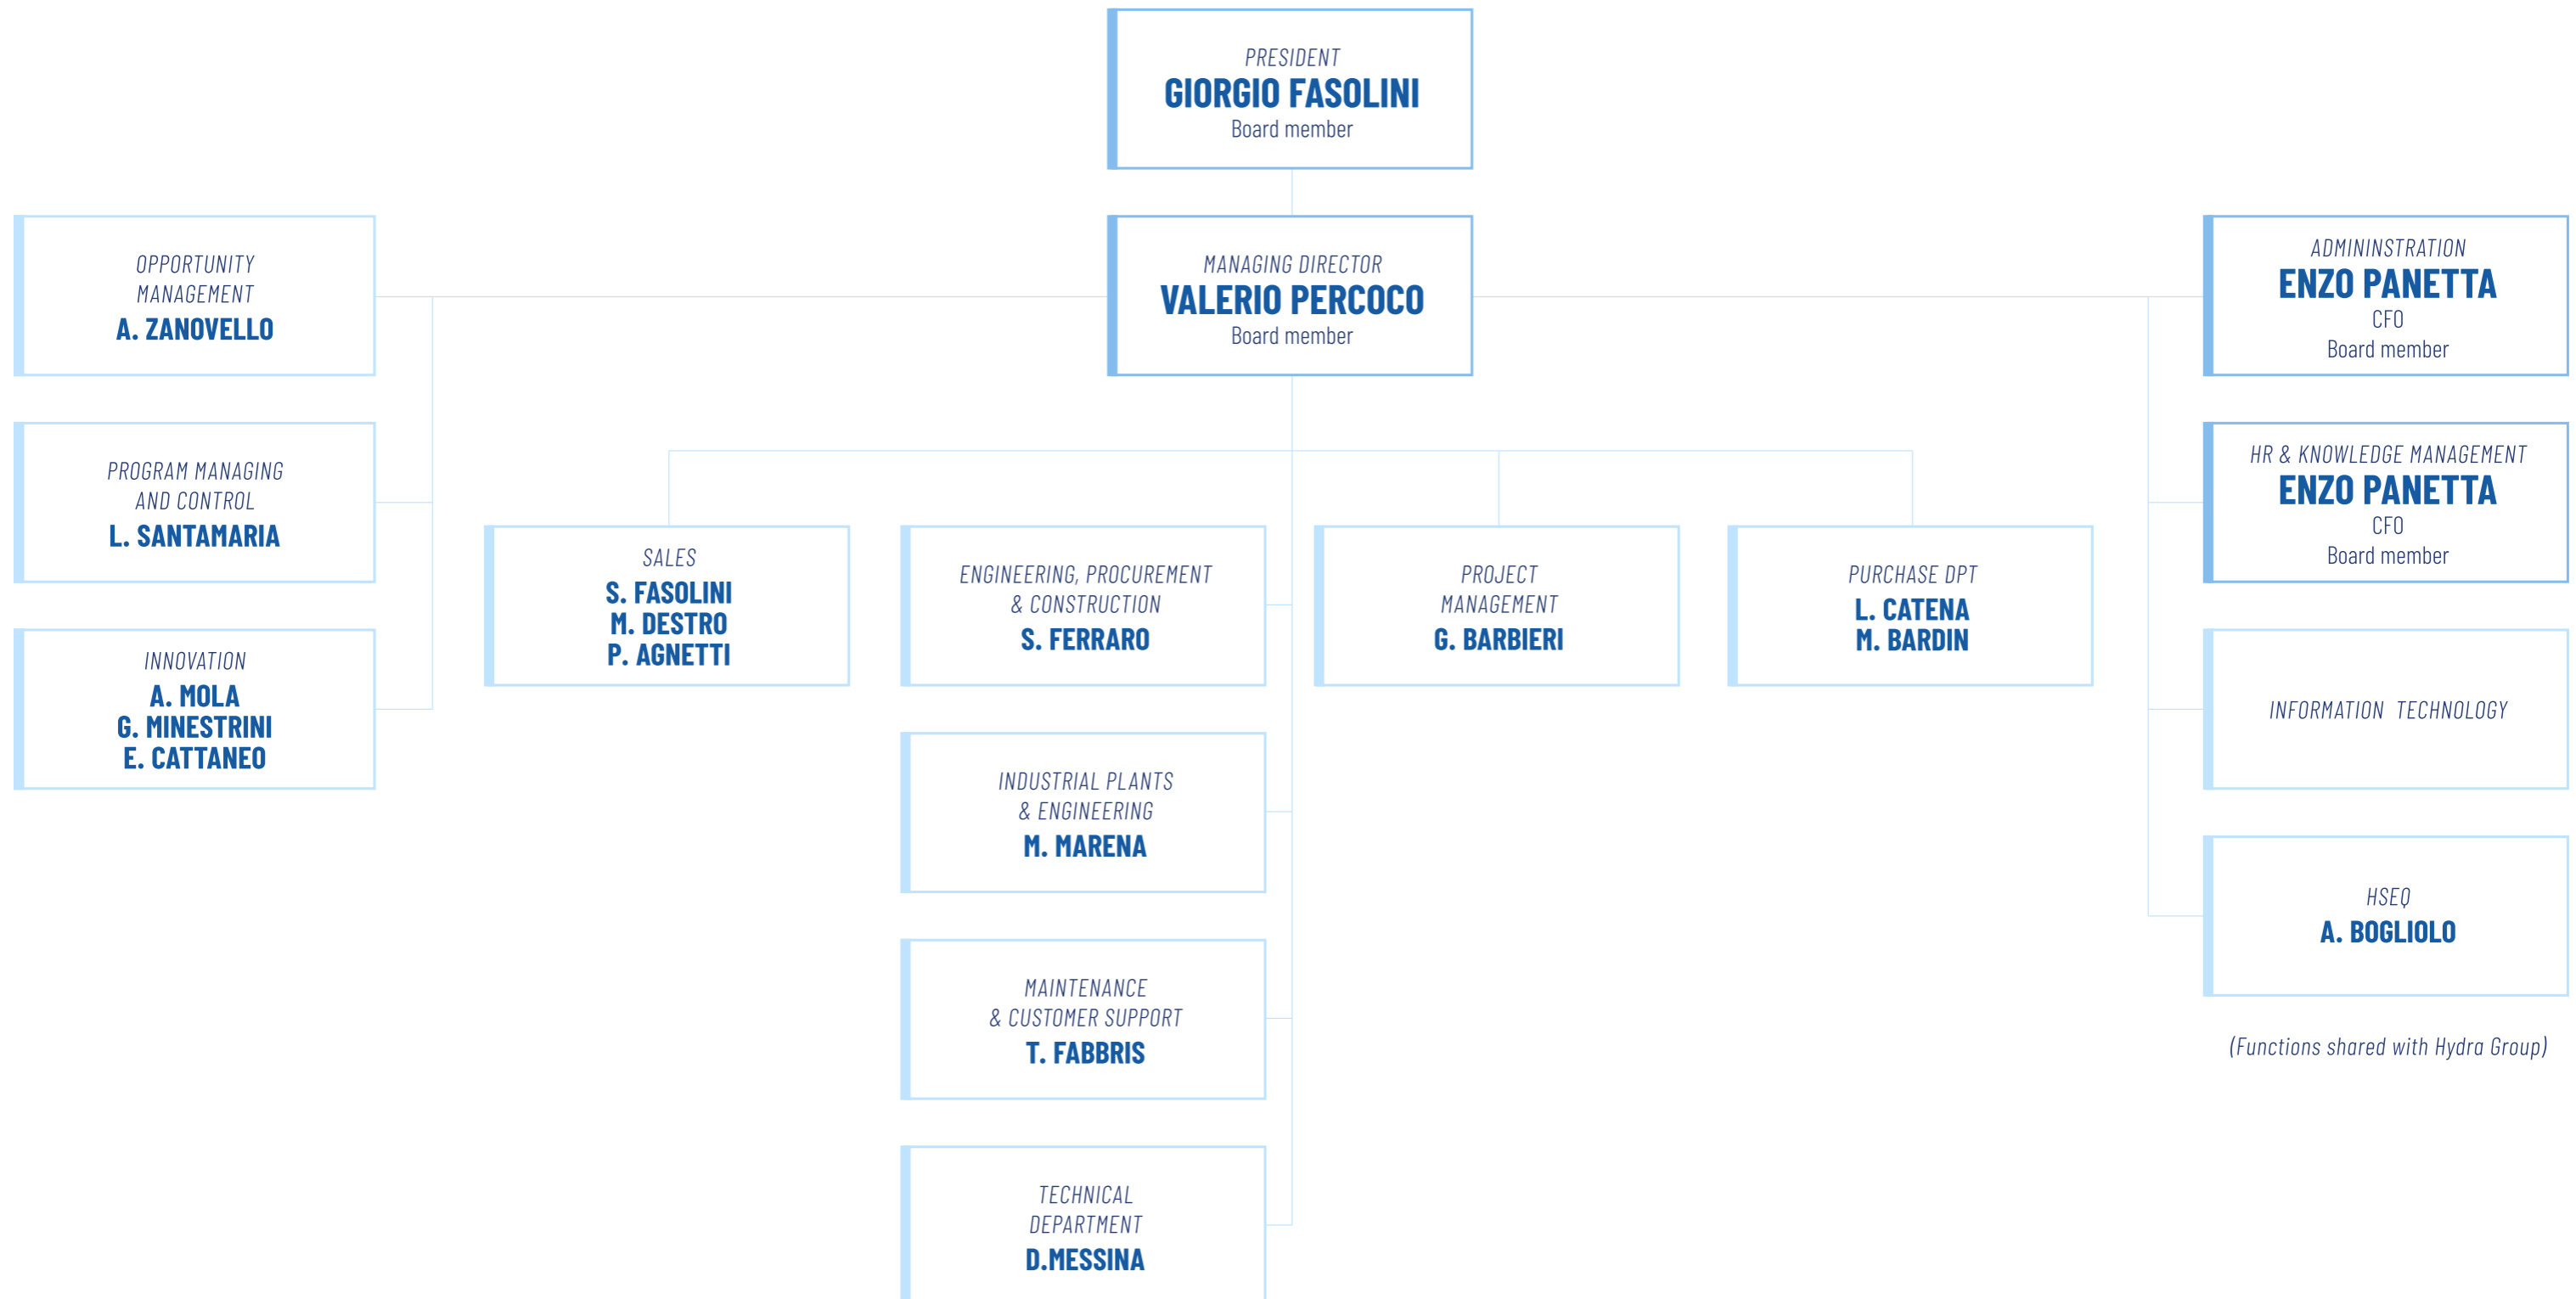 PRESIDENT
GIORGIO FASOLINI
Board member
MANAGING DIRECTOR
VALERIO PERCOCO
Board member
OPPORTUNITY
MANAGEMENT
A. ZANOVELLO
PROGRAM MANAGING
AND CONTROL
L. SANTAMARIA
INNOVATION
A. MOLA
G. MINESTRINI
E. CATTANEO
SALES
S. FASOLINI
M. DESTRO
P. AGNETTI
ENGINEERING, PROCUREMENT
& CONSTRUCTION
S. FERRARO
INDUSTRIAL PLANTS
& ENGINEERING
M. MARENA
MAINTENANCE
& CUSTOMER SUPPORT
T. FABBRIS
TECHNICAL
DEPARTMENT
D.MESSINA
PROJECT
MANAGEMENT
G. BARBIERI
PURCHASE DPT
L. CATENA
M. BARDIN
ADMININSTRATION
ENZO PANETTA
CFO
Board member
HR & KNOWLEDGE MANAGEMENT
ENZO PANETTA
CFO
Board member
INFORMATION TECHNOLOGY
HSEQ
A. BOGLIOLO
(Functions shared with Hydra Group)